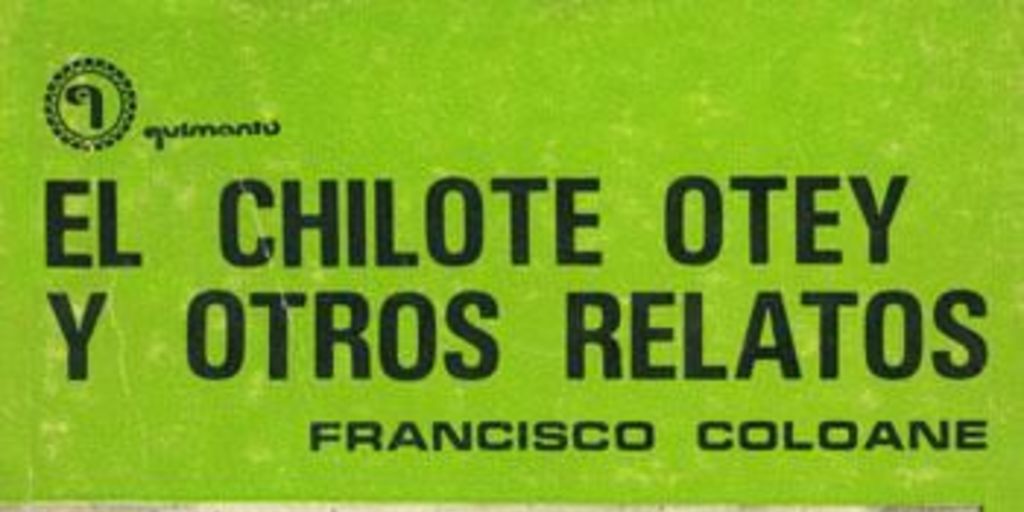 q
quimantú
EL CHILOTE OTEY
Y OTROS RELATOS
FRANCISCO COLOANE